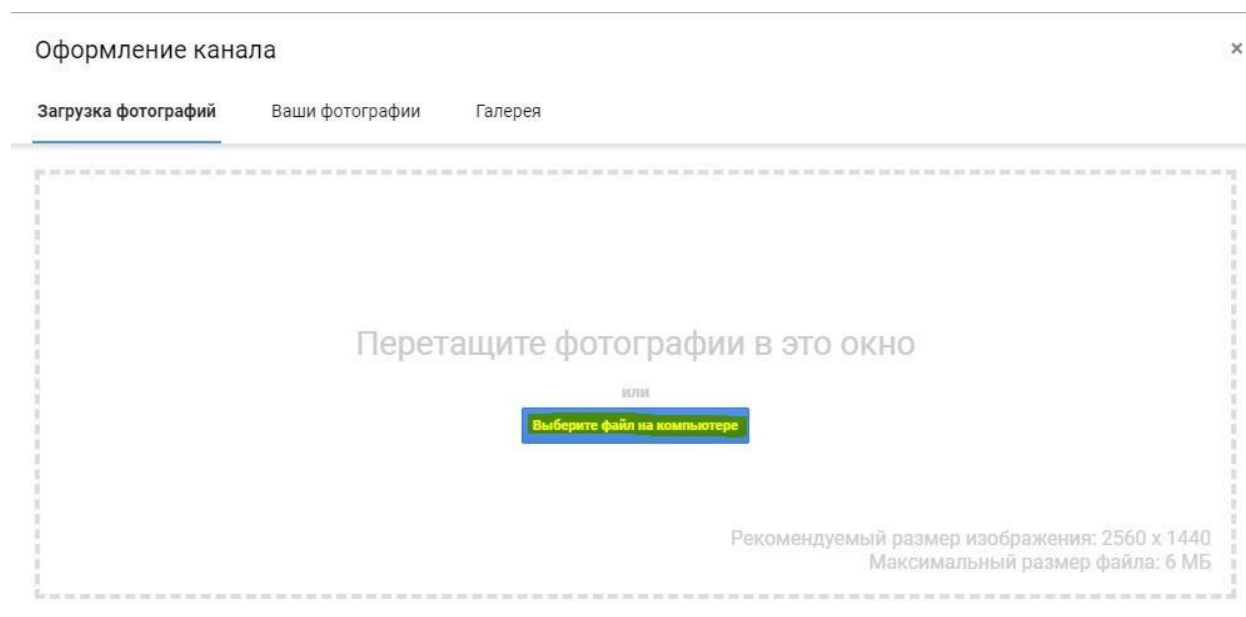 Оформление канала
Загрузка фотографий Ваши фотографии Галерея
Перетащите фотографии в это окно
или
Выберите файл на компьютере
Рекомендуемый размер изображения: 2560 x 1440
Максимальный размер файла: 6 МБ